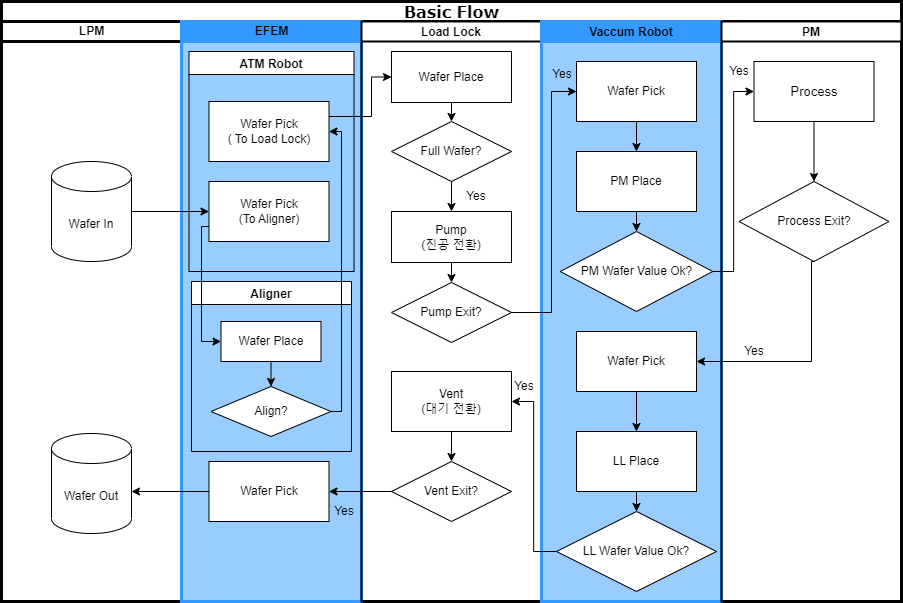 Basic Flow
LPM
EFEM
Load Lock
Vaccum Robot
PM
Wafer In
ATM Robot
Wafer Pick
( To Load Lock)
Wafer Pick
(To Aligner)
Aligner
Wafer Place
Align?
Wafer Place
Full Wafer?
Yes
Pump
(진공 전환)
Pump Exit?
Yes
Wafer Pick
PM Place
PM Wafer Value Ok?
Yes
Process
Process Exit?
Yes
Wafer Pick
LL Place
LL Wafer Value Ok?
Yes
Vent
(대기 전환)
Vent Exit?
Yes
Wafer Pick
Wafer Out